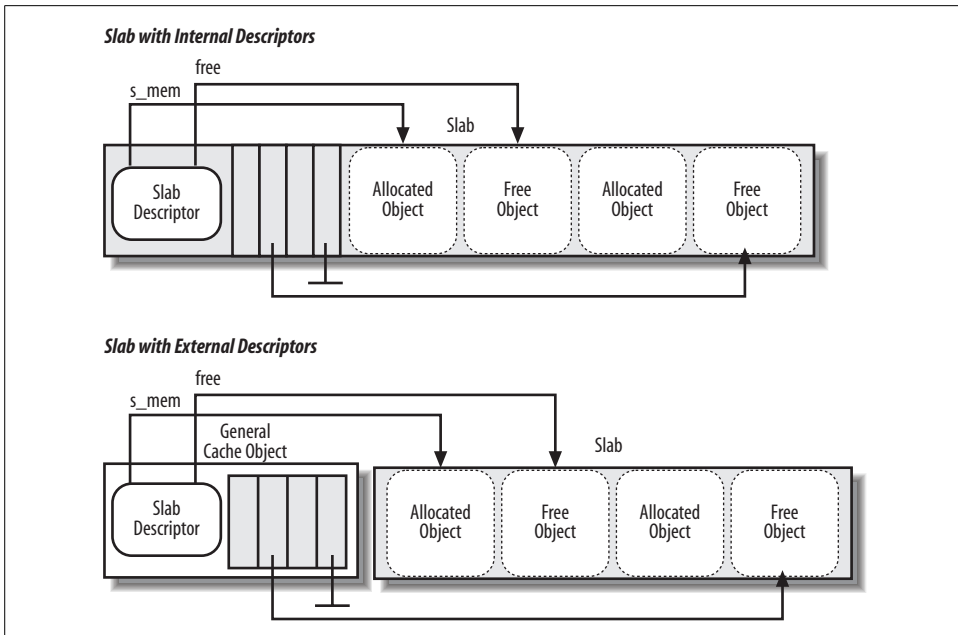 Slab with Internal Descriptors
free
s_mem
Slab
Slab
Descriptor
Allocated
Object
Free
Object
Allocated
Object
Free
Object
Slab with External Descriptors
free
s_mem
General
Cache Object
Slab
Slab
Descriptor
Allocated
Object
Free
Object
Allocated
Object
Free
Object